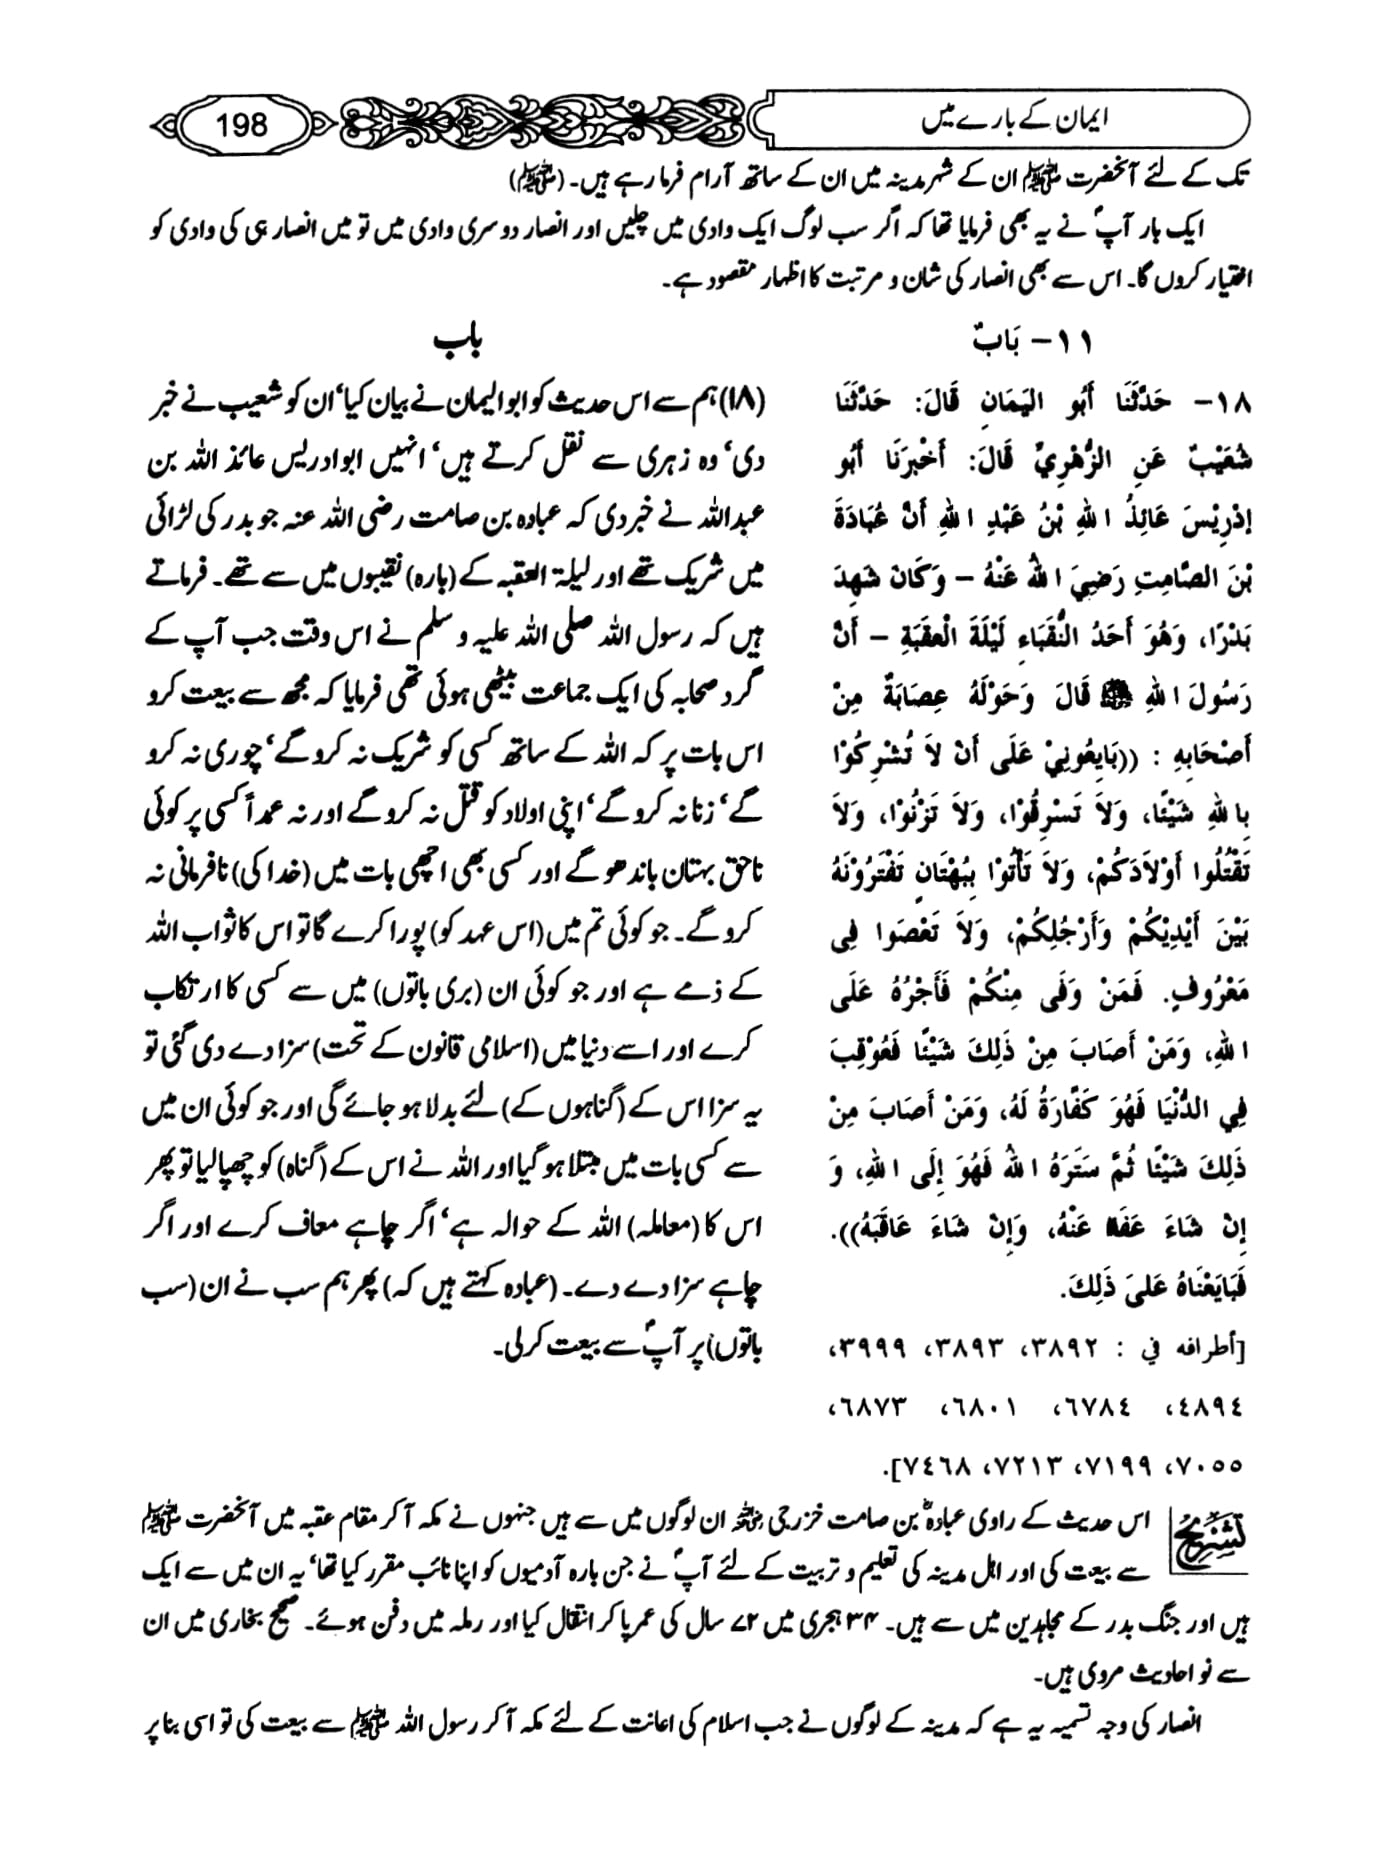 ایمان کے بارے میں
198
تک کے لئے آنحضرت ﷺ ان کے شہر مدینہ میں ان کے ساتھ آرام فرما رہے ہیں۔ (ﷺ)
ایک بار آپؐ نے یہ بھی فرمایا تھا کہ اگر سب لوگ ایک وادی میں چلیں اور انصار دوسری وادی میں تو میں انصار ہی کی وادی کو
اختیار کروں گا۔ اس سے بھی انصار کی شان و مرتبت کا اظہار مقصود ہے۔
١١- بَابٌ
١٨- حَدَّثَنَا أَبُو الیَمَانِ قَالَ: حَدَّثَنَا
شُعَيْبٌ عَنِ الزُّهْرِيِّ قَالَ: أَخْبَرَنَا أَبُو
إِدْرِيْسَ عَائِذُ اللهِ بْنُ عَبْدِ اللهِ أَنَّ عُبَادَةَ
بْنَ الصَّامِتِ رَضِيَ اللهُ عَنْهُ – وَكَانَ شَهِدَ
بَدْرًا، وَهُوَ أَحَدُ النُّقَبَاءِ لَيْلَةَ الْعقَبَةِ – أَنَّ
رَسُولَ اللهِ ﷺ قَالَ وَحَوْلَهُ عِصَابَةٌ مِنْ
أَصْحَابِهِ : ((بَايِعُونِيْ عَلَى أَنْ لاَ تُشْرِكُوْا
بِاللهِ شَيْئًا، وَلاَ تَسْرِقُوْا، وَلاَ تَزْنُوْا، وَلاَ
تَقْتُلُوا أَوْلاَدَكُمْ، وَلاَ تَأْتُوْا بِبُهْتَانٍ تَفْتَرُوْنَهُ
بَيْنَ أَيْدِيْكُمْ وَأَرْجُلِكُمْ، وَلاَ تَعْصَوا فِى
مَعْرُوفٍ. فَمَنْ وَفَى مِنْكُمْ فَأَجْرُهُ عَلَى
اللهِ، وَمَنْ أَصَابَ مِنْ ذَلِكَ شَيْئًا فَعُوْقِبَ
فِي الدُّنْيَا فَهُوَ كَفَّارَةُ لَهُ، وَمَنْ أَصَابَ مِنْ
ذَلِكَ شَيْئًا ثُمَّ سَتَرَهُ اللهُ فَهُوَ إِلَى اللهِ، وَ
إِنْ شَاءَ عَفَا عَنْهُ، وَإِنْ شَاءَ عَاقَبَهُ)).
فَبَايَعْنَاهُ عَلىَ ذَلِكَ.
[أطرافه في : ٣٨٩٢، ٣٨٩٣، ٣٩٩٩،
٤٨٩٤، ٦٧٨٤، ٦٨٠١، ٦٨٧٣،
٧٠٥٥، ٧١٩٩، ٧٢١٣، ٧٤٦٨].
باب
(۱۸) ہم سے اس حدیث کو ابوالیمان نے بیان کیا‘ ان کو شعیب نے خبر
دی‘ وہ زہری سے نقل کرتے ہیں‘ انہیں ابوادریس عائذ اللہ بن
عبداللہ نے خبر دی کہ عبادہ بن صامت رضی اللہ عنہ جو بدر کی لڑائی
میں شریک تھے اور لیلۃ العقبہ کے (بارہ) نقیبوں میں سے تھے۔ فرماتے
ہیں کہ رسول اللہ صلی اللہ علیہ و سلم نے اس وقت جب آپ کے
گرد صحابہ کی ایک جماعت بیٹھی ہوئی تھی فرمایا کہ مجھ سے بیعت کرو
اس بات پر کہ اللہ کے ساتھ کسی کو شریک نہ کروگے‘ چوری نہ کرو
گے‘ زنا نہ کروگے‘ اپنی اولاد کو قتل نہ کروگے اور نہ عمداً کسی پر کوئی
ناحق بہتان باندھوگے اور کسی بھی اچھی بات میں (خدا کی) نافرمانی نہ
کروگے۔ جو کوئی تم میں (اس عہد کو) پورا کرے گا تو اس کا ثواب اللہ
کے ذمے ہے اور جو کوئی ان (بری باتوں) میں سے کسی کا ارتکاب
کرے اور اسے دنیا میں (اسلامی قانون کے تحت) سزا دے دی گئی تو
یہ سزا اس کے (گناہوں کے) لئے بدلا ہو جائے گی اور جو کوئی ان میں
سے کسی بات میں مبتلا ہوگیا اور اللہ نے اس کے (گناہ) کو چھپا لیا تو پھر
اس کا (معاملہ) اللہ کے حوالہ ہے‘ اگر چاہے معاف کرے اور اگر
چاہے سزا دے دے۔ (عبادہ کہتے ہیں کہ) پھر ہم سب نے ان (سب
باتوں) پر آپؐ سے بیعت کرلی۔
تشریح
اس حدیث کے راوی عبادہؓ بن صامت خزرجی رضی اللہ عنہ ان لوگوں میں سے ہیں جنہوں نے مکہ آکر مقام عقبہ میں آنحضرت ﷺ
سے بیعت کی اور اہل مدینہ کی تعلیم و تربیت کے لئے آپؐ نے جن بارہ آدمیوں کو اپنا نائب مقرر کیا تھا‘ یہ ان میں سے ایک
ہیں اور جنگ بدر کے مجاہدین میں سے ہیں۔ ۳۴ ہجری میں ۷۲ سال کی عمر پاکر انتقال کیا اور رملہ میں دفن ہوئے۔ صحیح بخاری میں ان
سے نو احادیث مروی ہیں۔
انصار کی وجہ تسمیہ یہ ہے کہ مدینہ کے لوگوں نے جب اسلام کی اعانت کے لئے مکہ آکر رسول اللہ ﷺ سے بیعت کی تو اسی بنا پر